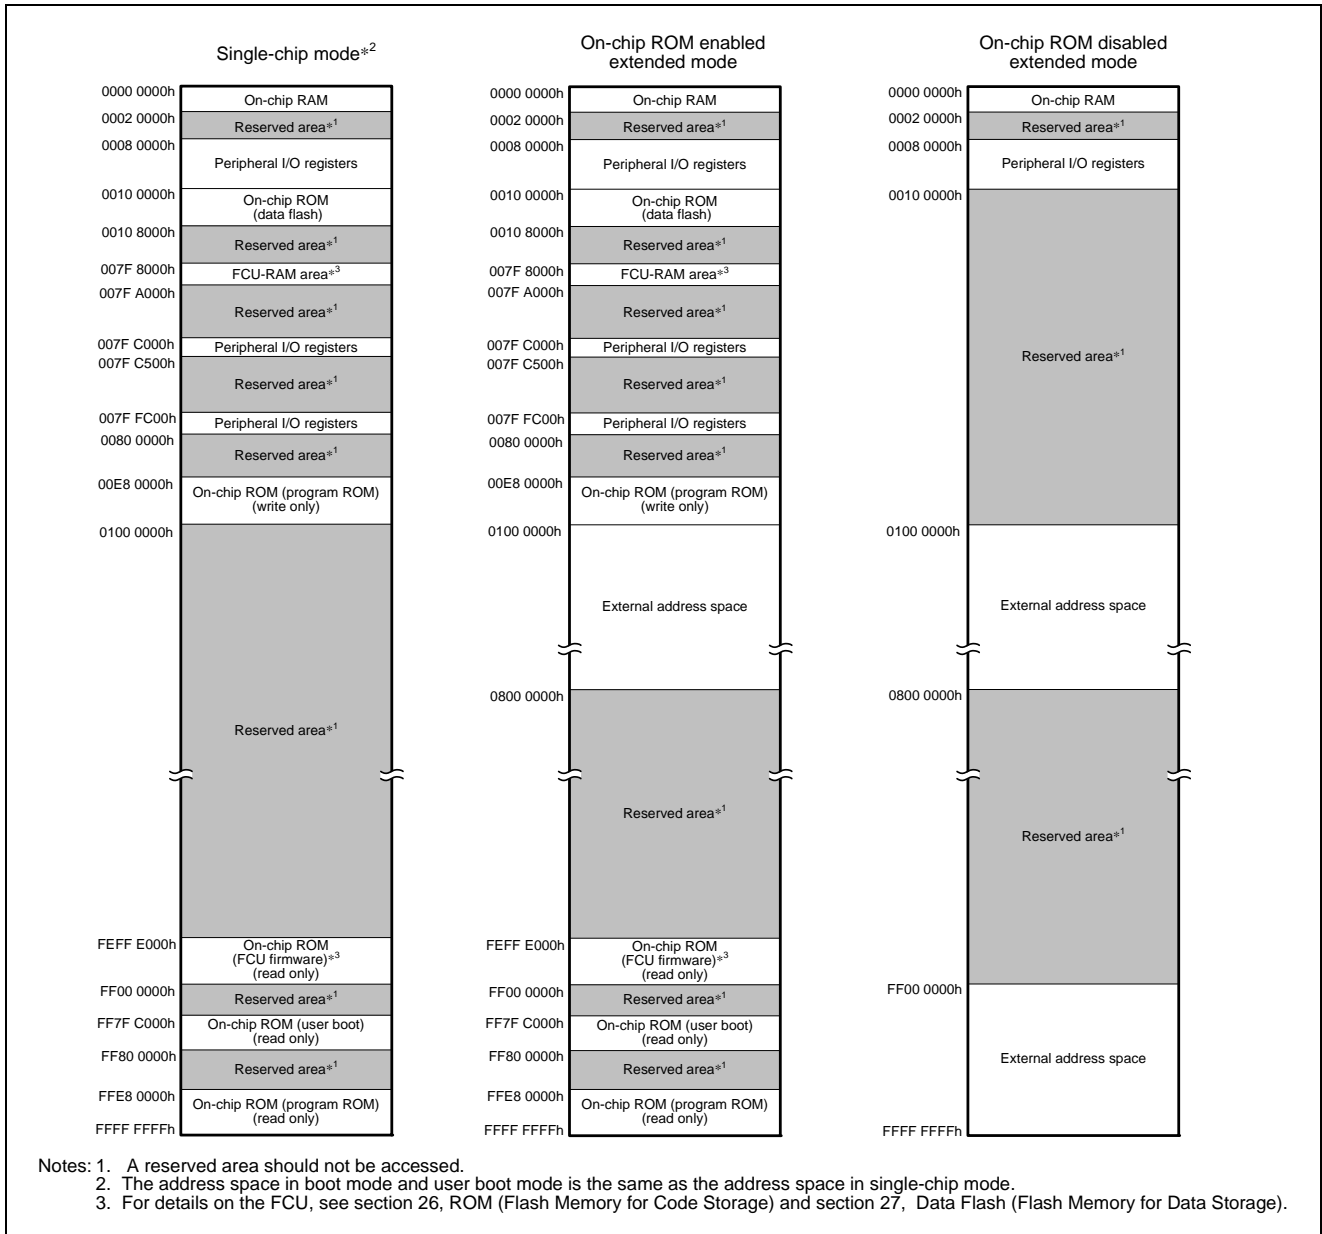 Single-chip mode*2
0000 0000h
On-chip RAM
0002 0000h
Reserved area*1
0008 0000h
Peripheral I/O registers
0010 0000h
On-chip ROM
(data flash)
0010 8000h
Reserved area*1
007F 8000h
FCU-RAM area*3
007F A000h
Reserved area*1
007F C000h
Peripheral I/O registers
007F C500h
Reserved area*1
007F FC00h
Peripheral I/O registers
0080 0000h
Reserved area*1
00E8 0000h
On-chip ROM (program ROM)
(write only)
0100 0000h
Reserved area*1
FEFF E000h
On-chip ROM
(FCU firmware)*3
(read only)
FF00 0000h
Reserved area*1
FF7F C000h
On-chip ROM (user boot)
(read only)
FF80 0000h
Reserved area*1
FFE8 0000h
On-chip ROM (program ROM)
(read only)
FFFF FFFFh
On-chip ROM enabled
extended mode
0000 0000h
On-chip RAM
0002 0000h
Reserved area*1
0008 0000h
Peripheral I/O registers
0010 0000h
On-chip ROM
(data flash)
0010 8000h
Reserved area*1
007F 8000h
FCU-RAM area*3
007F A000h
Reserved area*1
007F C000h
Peripheral I/O registers
007F C500h
Reserved area*1
007F FC00h
Peripheral I/O registers
0080 0000h
Reserved area*1
00E8 0000h
On-chip ROM (program ROM)
(write only)
0100 0000h
External address space
0800 0000h
Reserved area*1
FEFF E000h
On-chip ROM
(FCU firmware)*3
(read only)
FF00 0000h
Reserved area*1
FF7F C000h
On-chip ROM (user boot)
(read only)
FF80 0000h
Reserved area*1
FFE8 0000h
On-chip ROM (program ROM)
(read only)
FFFF FFFFh
On-chip ROM disabled
extended mode
0000 0000h
On-chip RAM
0002 0000h
Reserved area*1
0008 0000h
Peripheral I/O registers
0010 0000h
Reserved area*1
0100 0000h
External address space
0800 0000h
Reserved area*1
FF00 0000h
External address space
FFFF FFFFh
Notes: 1. A reserved area should not be accessed.
2. The address space in boot mode and user boot mode is the same as the address space in single-chip mode.
3. For details on the FCU, see section 26, ROM (Flash Memory for Code Storage) and section 27, Data Flash (Flash Memory for Data Storage).